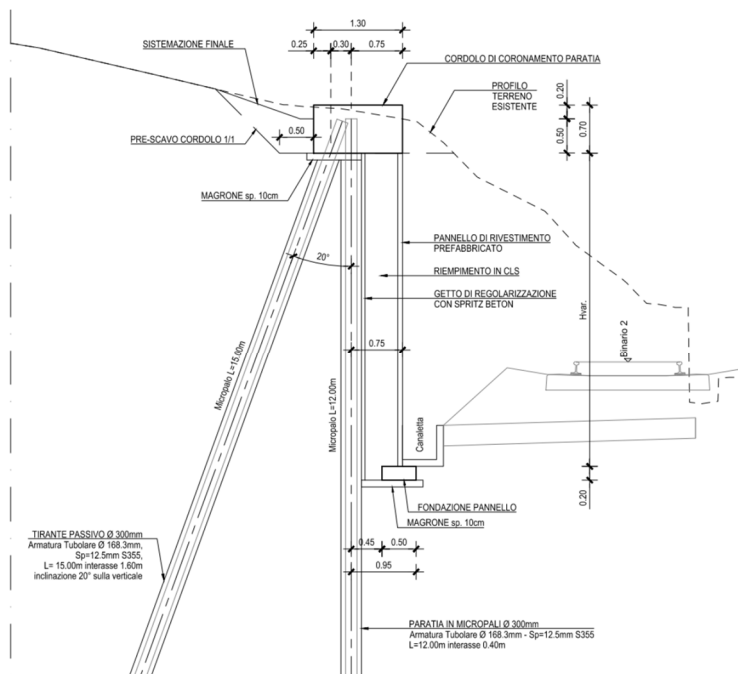 1.30
0.25
0.30
0.75
SISTEMAZIONE FINALE
CORDOLO DI CORONAMENTO PARATIA
PROFILO
TERRENO
ESISTENTE
0.20
0.50
0.70
0.50
PRE-SCAVO CORDOLO 1/1
MAGRONE sp. 10cm
20°
PANNELLO DI RIVESTIMENTO
PREFABBRICATO
RIEMPIMENTO IN CLS
GETTO DI REGOLARIZZAZIONE
CON SPRITZ BETON
Hvar.
Binario 2
0.75
Micropalo L=15.00m
Micropalo L=12.00m
Canaletta
0.20
FONDAZIONE PANNELLO
MAGRONE sp. 10cm
0.45
0.50
0.95
TIRANTE PASSIVO Ø 300mm
Armatura Tubolare Ø 168.3mm,
Sp=12.5mm S355,
L= 15.00m interasse 1.60m
inclinazione 20° sulla verticale
PARATIA IN MICROPALI Ø 300mm
Armatura Tubolare Ø 168.3mm - Sp=12.5mm S355
L=12.00m interasse 0.40m